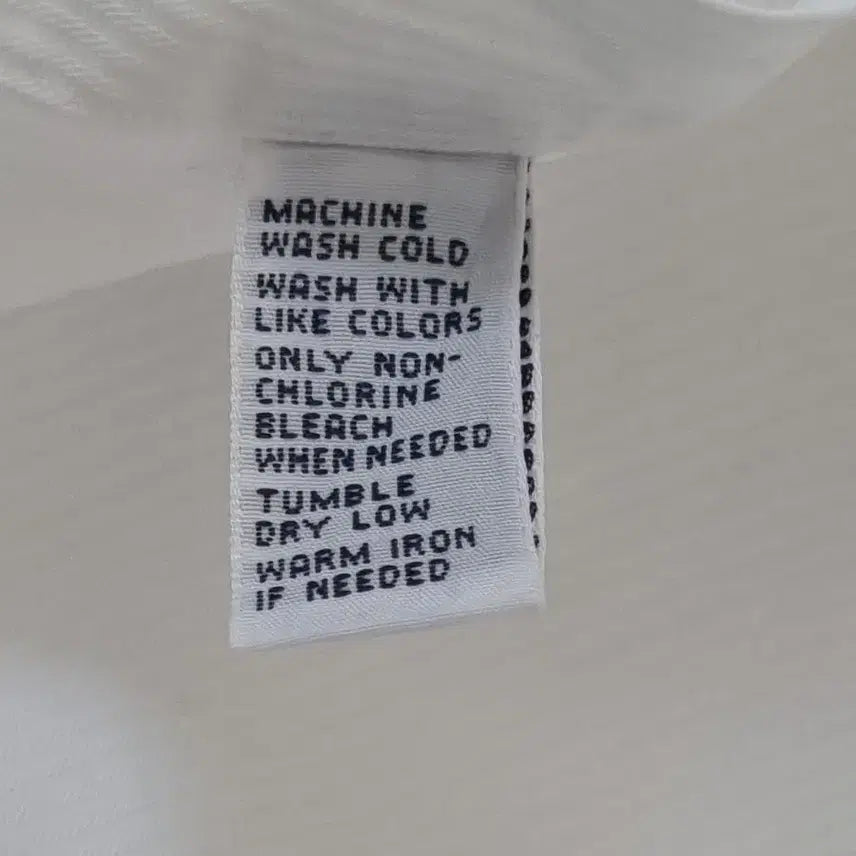 MACHINE
WASH COLD
WASH WITH
LIKE COLORS
ONLY NON-
CHLORINE
BLEACH
WHEN NEEDED
TUMBLE
DRY LOW
WARM IRON
IF NEEDED